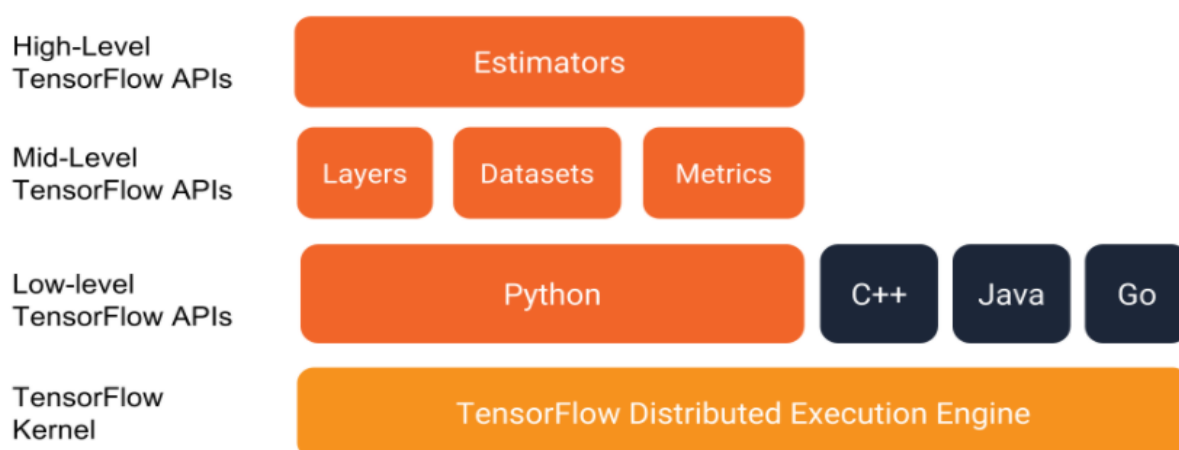 High-Level
TensorFlow APIs
Estimators
Mid-Level
TensorFlow APIs
Layers
Datasets
Metrics
Low-level
TensorFlow APIs
Python
C++
Java
Go
TensorFlow
Kernel
TensorFlow Distributed Execution Engine